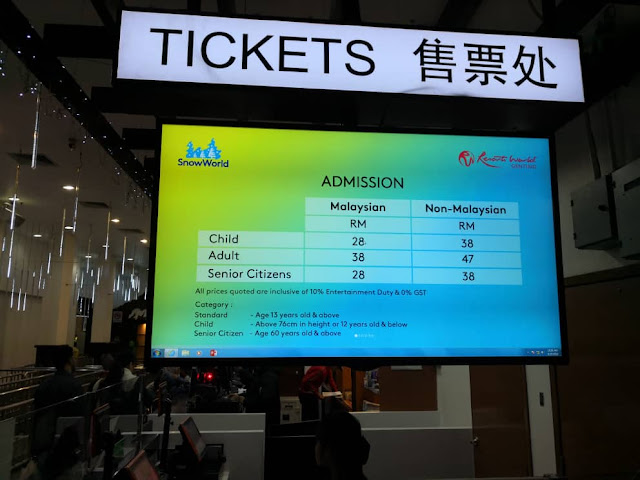 TICKETS 售票处
SnowWorld
Resorts World
GENTING
ADMISSION
Malaysian Non-Malaysian
RM RM
Child 28 38
Adult 38 47
Senior Citizens 28 38
All prices quoted are inclusive of 10% Entertainment Duty & 0% GST
Category :
Standard - Age 13 years old & above
Child - Above 76cm in height or 12 years old & below
Senior Citizen - Age 60 years old & above